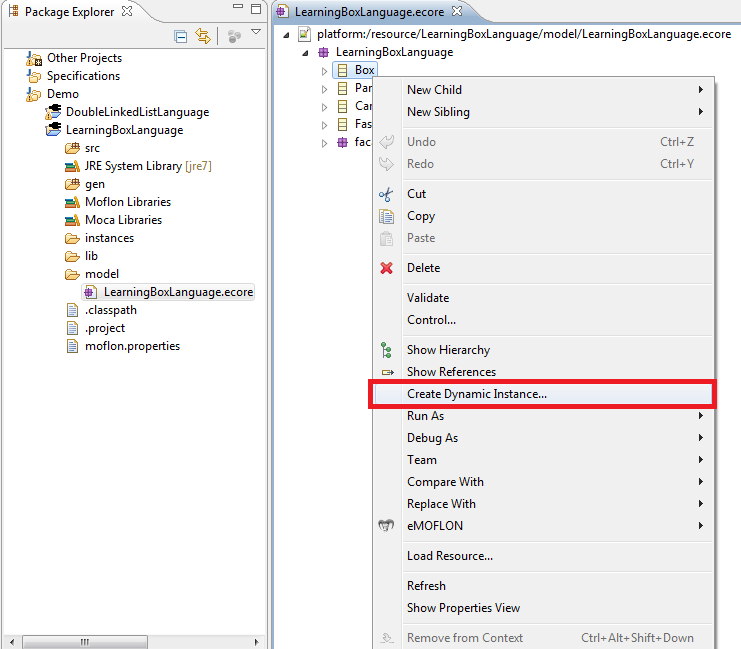 Package Explorer
Other Projects
Specifications
Demo
DoubleLinkedListLanguage
LearningBoxLanguage
src
JRE System Library [jre7]
gen
Moflon Libraries
Moca Libraries
instances
lib
model
LearningBoxLanguage.ecore
.classpath
.project
moflon.properties
LearningBoxLanguage.ecore
platform:/resource/LearningBoxLanguage/model/LearningBoxLanguage.ecore
LearningBoxLanguage
Box
Par
Car
Fas
fac
New Child
New Sibling
Undo Ctrl+Z
Redo Ctrl+Y
Cut
Copy
Paste
Delete
Validate
Control...
Show Hierarchy
Show References
Create Dynamic Instance...
Run As
Debug As
Team
Compare With
Replace With
eMOFLON
Load Resource...
Refresh
Show Properties View
Remove from Context Ctrl+Alt+Shift+Down